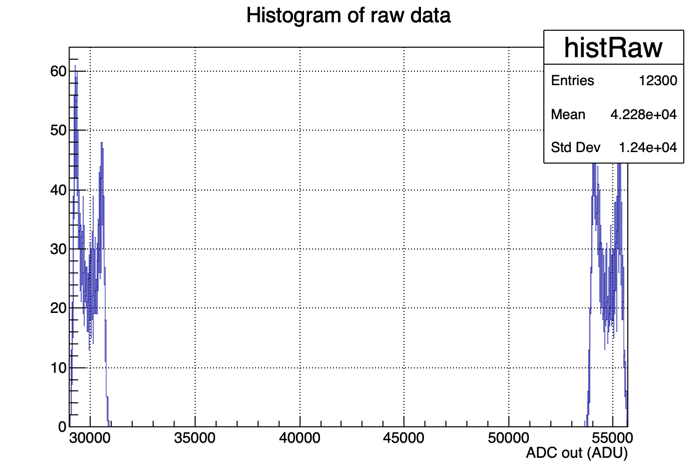 Histogram of raw data
histRaw
Entries 12300
Mean 4.228e+04
Std Dev 1.24e+04
60
50
40
30
20
10
0
30000 35000 40000 45000 50000 55000
ADC out (ADU)